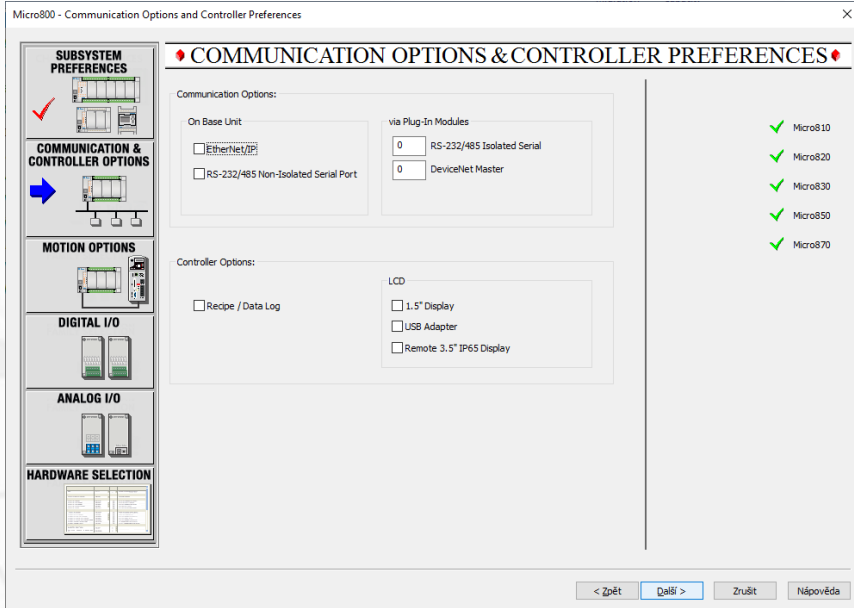 Micro800 - Communication Options and Controller Preferences
SUBSYSTEM
PREFERENCES
COMMUNICATION &
CONTROLLER OPTIONS
MOTION OPTIONS
DIGITAL I/O
ANALOG I/O
HARDWARE SELECTION
COMMUNICATION OPTIONS & CONTROLLER PREFERENCES
Communication Options:
On Base Unit
EtherNet/IP
RS-232/485 Non-Isolated Serial Port
via Plug-In Modules
0 RS-232/485 Isolated Serial
0 DeviceNet Master
Controller Options:
Recipe / Data Log
LCD
1.5" Display
USB Adapter
Remote 3.5" IP65 Display
Micro810
Micro820
Micro830
Micro850
Micro870
< Zpět
Další >
Zrušit
Nápověda